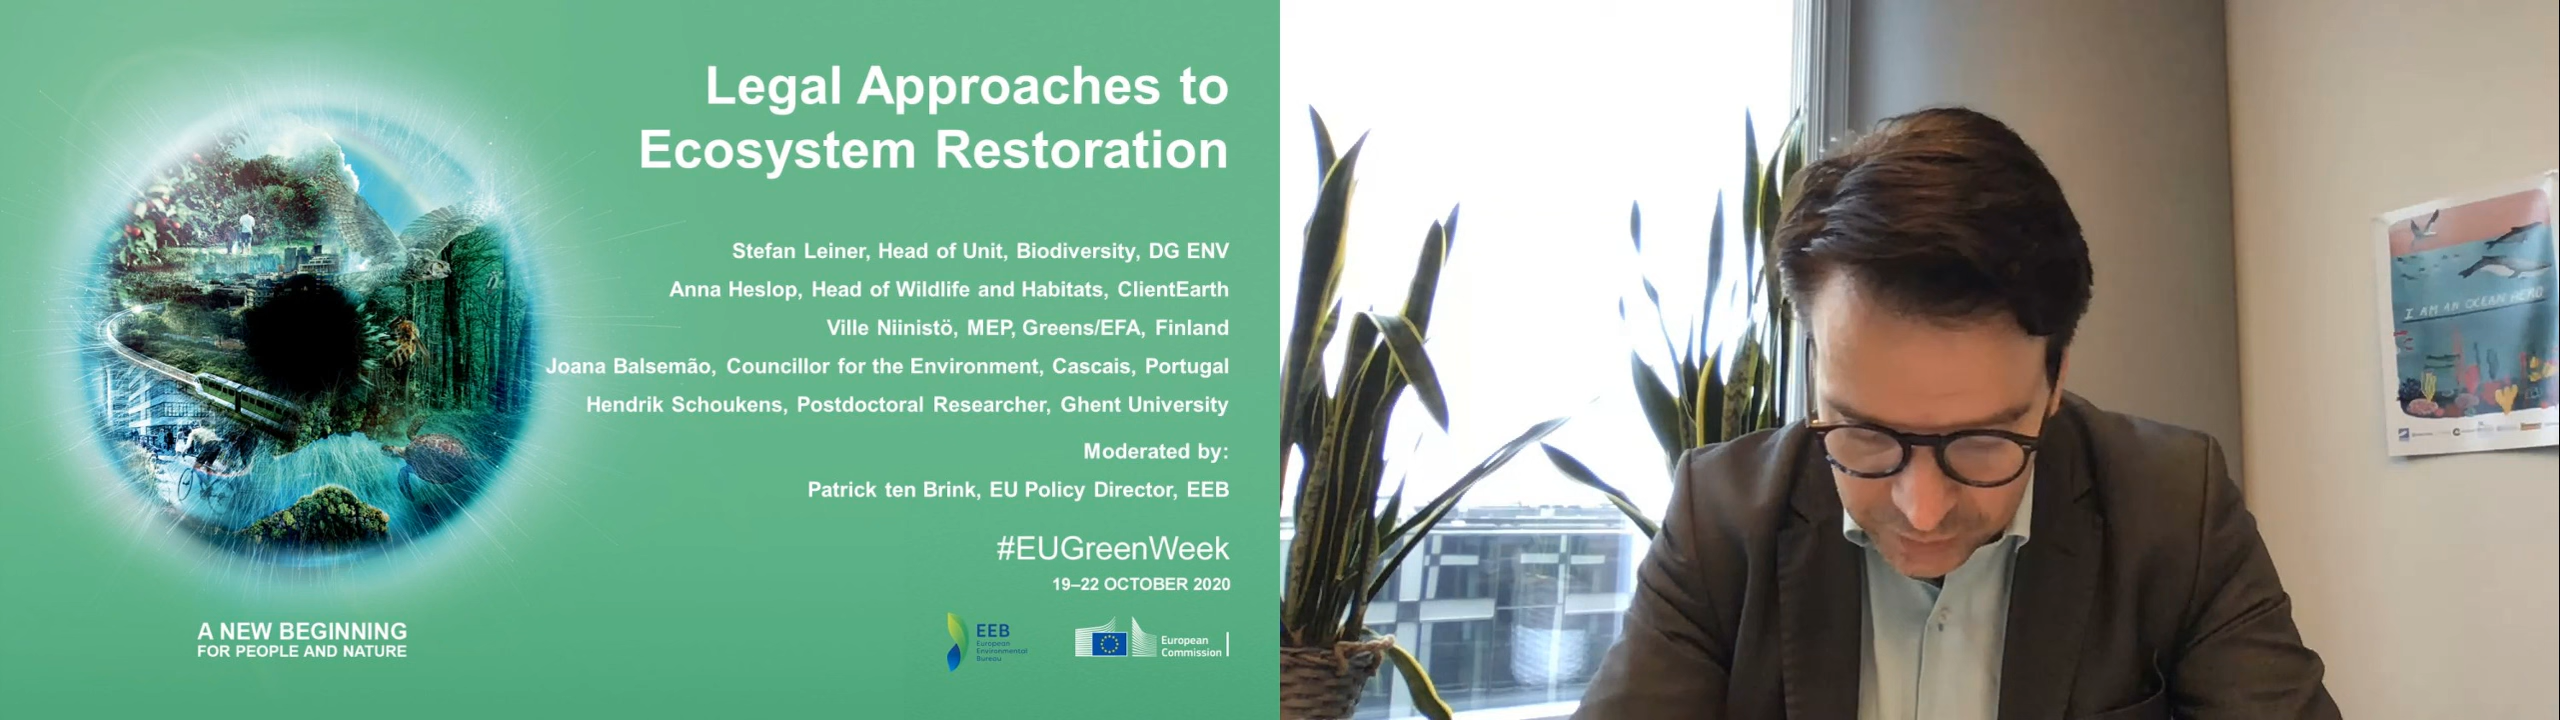 Legal Approaches to
Ecosystem Restoration
Stefan Leiner, Head of Unit, Biodiversity, DG ENV
Anna Heslop, Head of Wildlife and Habitats, ClientEarth
Ville Niinistö, MEP, Greens/EFA, Finland
Joana Balsemão, Councillor for the Environment, Cascais, Portugal
Hendrik Schoukens, Postdoctoral Researcher, Ghent University
Moderated by:
Patrick ten Brink, EU Policy Director, EEB
#EUGreenWeek
19–22 OCTOBER 2020
A NEW BEGINNING
FOR PEOPLE AND NATURE
EEB
European
Environmental
Bureau
European
Commission
I AM AN OCEAN HERO